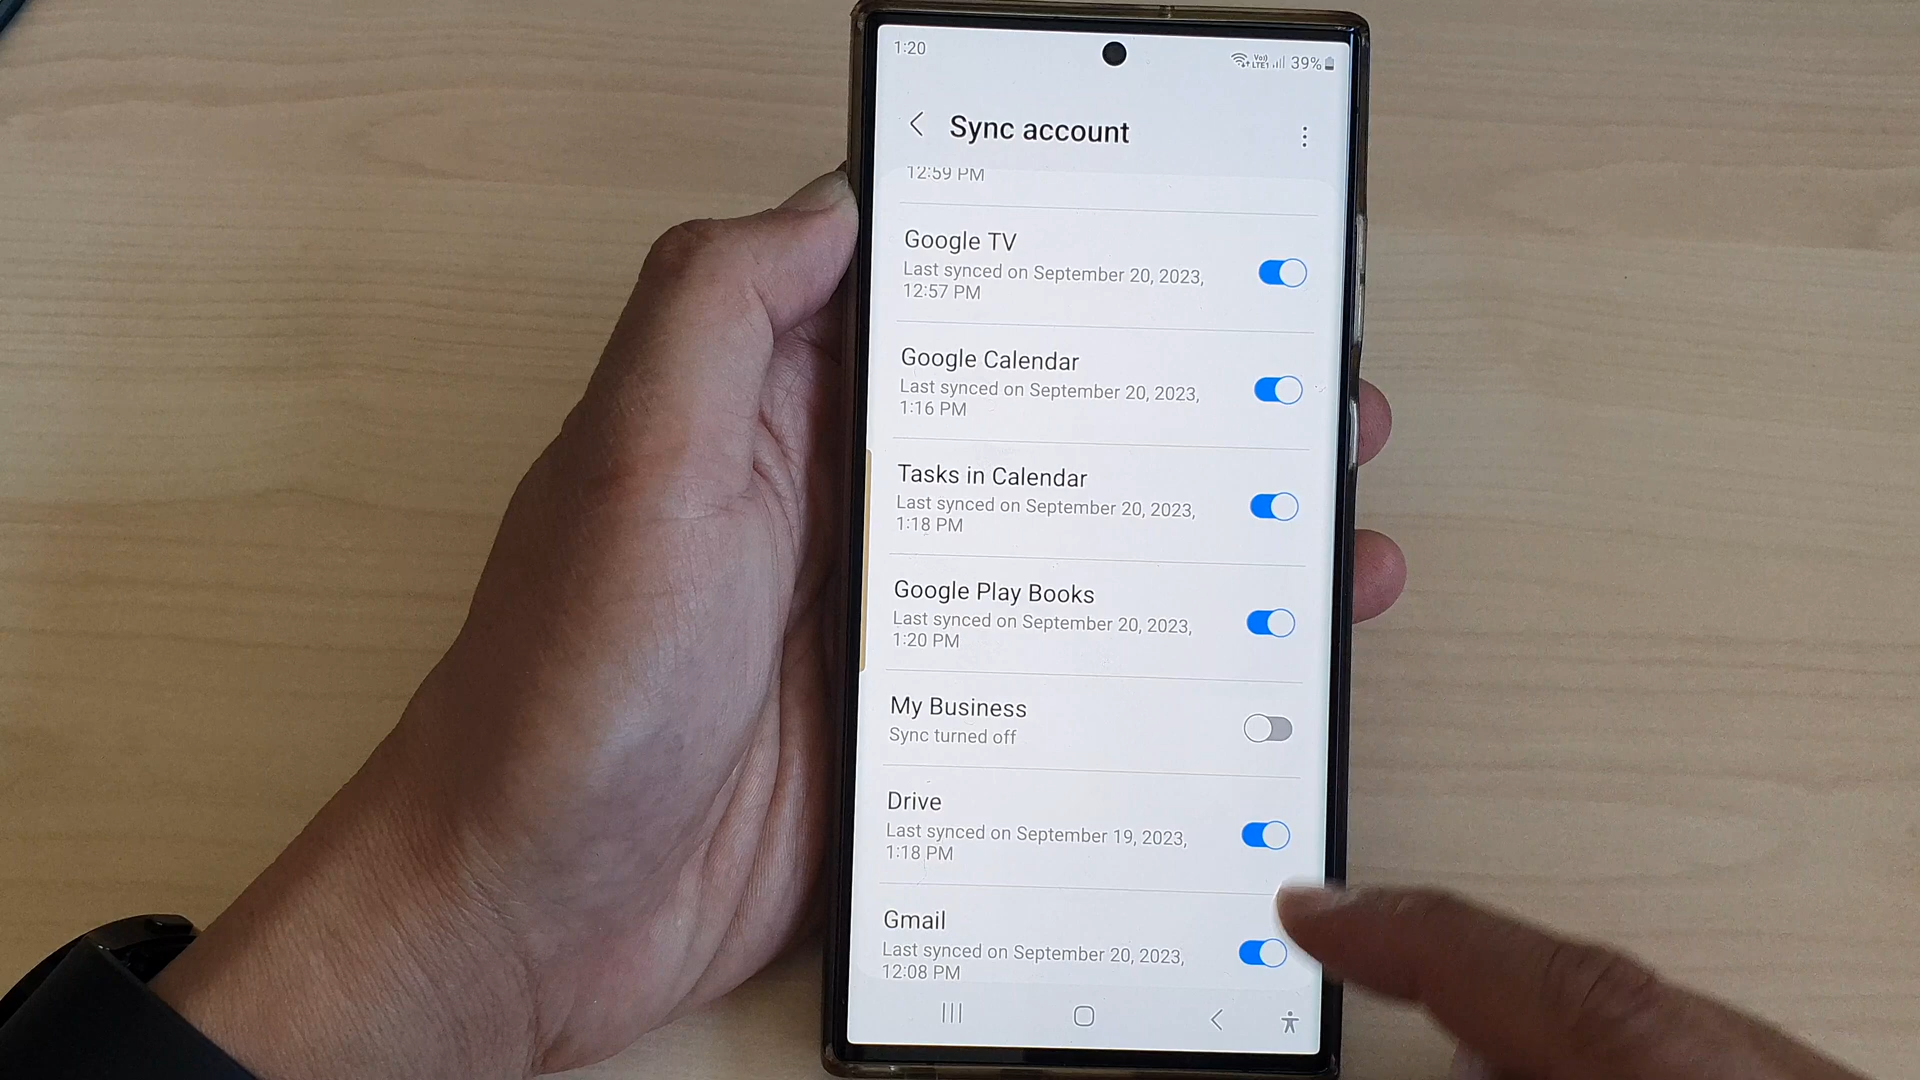 1:20
39%
Sync account
12:59 PM
Google TV
Last synced on September 20, 2023,
12:57 PM
Google Calendar
Last synced on September 20, 2023,
1:16 PM
Tasks in Calendar
Last synced on September 20, 2023,
1:18 PM
Google Play Books
Last synced on September 20, 2023,
1:20 PM
My Business
Sync turned off
Drive
Last synced on September 19, 2023,
1:18 PM
Gmail
Last synced on September 20, 2023,
12:08 PM